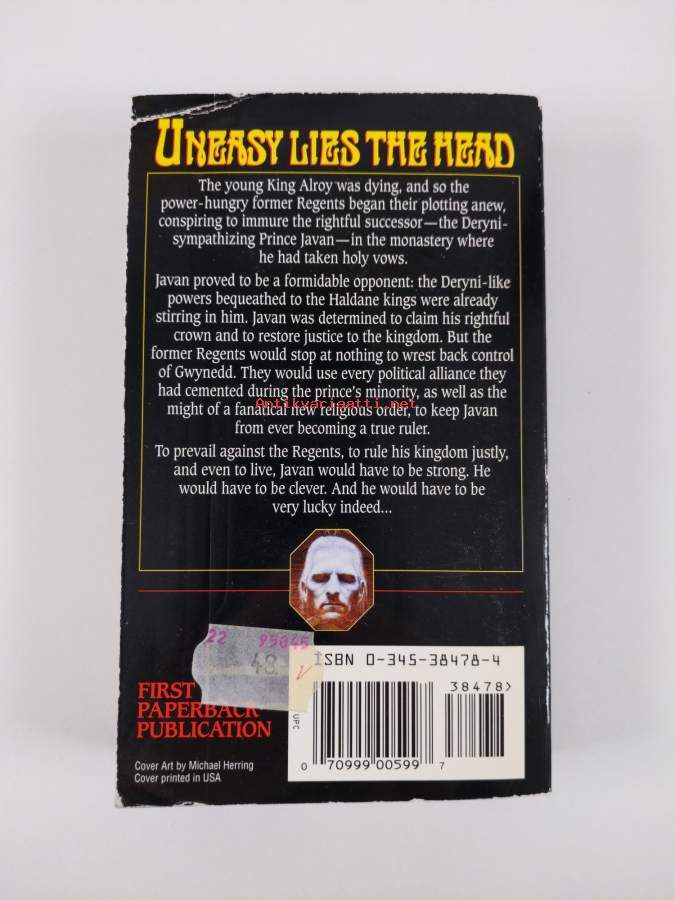 UNEASY LIES THE HEAD
The young King Alroy was dying, and so the
power-hungry former Regents began their plotting anew,
conspiring to immure the rightful successor—the Deryni-
sympathizing Prince Javan—in the monastery where
he had taken holy vows.
Javan proved to be a formidable opponent: the Deryni-like
powers bequeathed to the Haldane kings were already
stirring in him. Javan was determined to claim his rightful
crown and to restore justice to the kingdom. But the
former Regents would stop at nothing to wrest back control
of Gwynedd. They would use every political alliance they
had cemented during the prince's minority, as well as the
might of a fanatical new religious order, to keep Javan
Antikvariaatti.net
from ever becoming a true ruler.
To prevail against the Regents, to rule his kingdom justly,
and even to live, Javan would have to be strong. He
would have to be clever. And he would have to be
very lucky indeed...
22 95045
48
ISBN 0-345-38478-4
38478>
FIRST
PAPERBACK
PUBLICATION
UPC
Cover Art by Michael Herring
Cover printed in USA
0 70999 00599 7